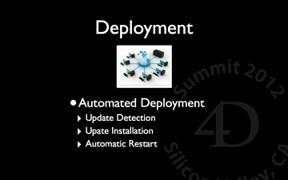 Deployment
Automated Deployment
Update Detection
Upate Installation
Automatic Restart
Summit 2012
4D
Silicon Valley, CA